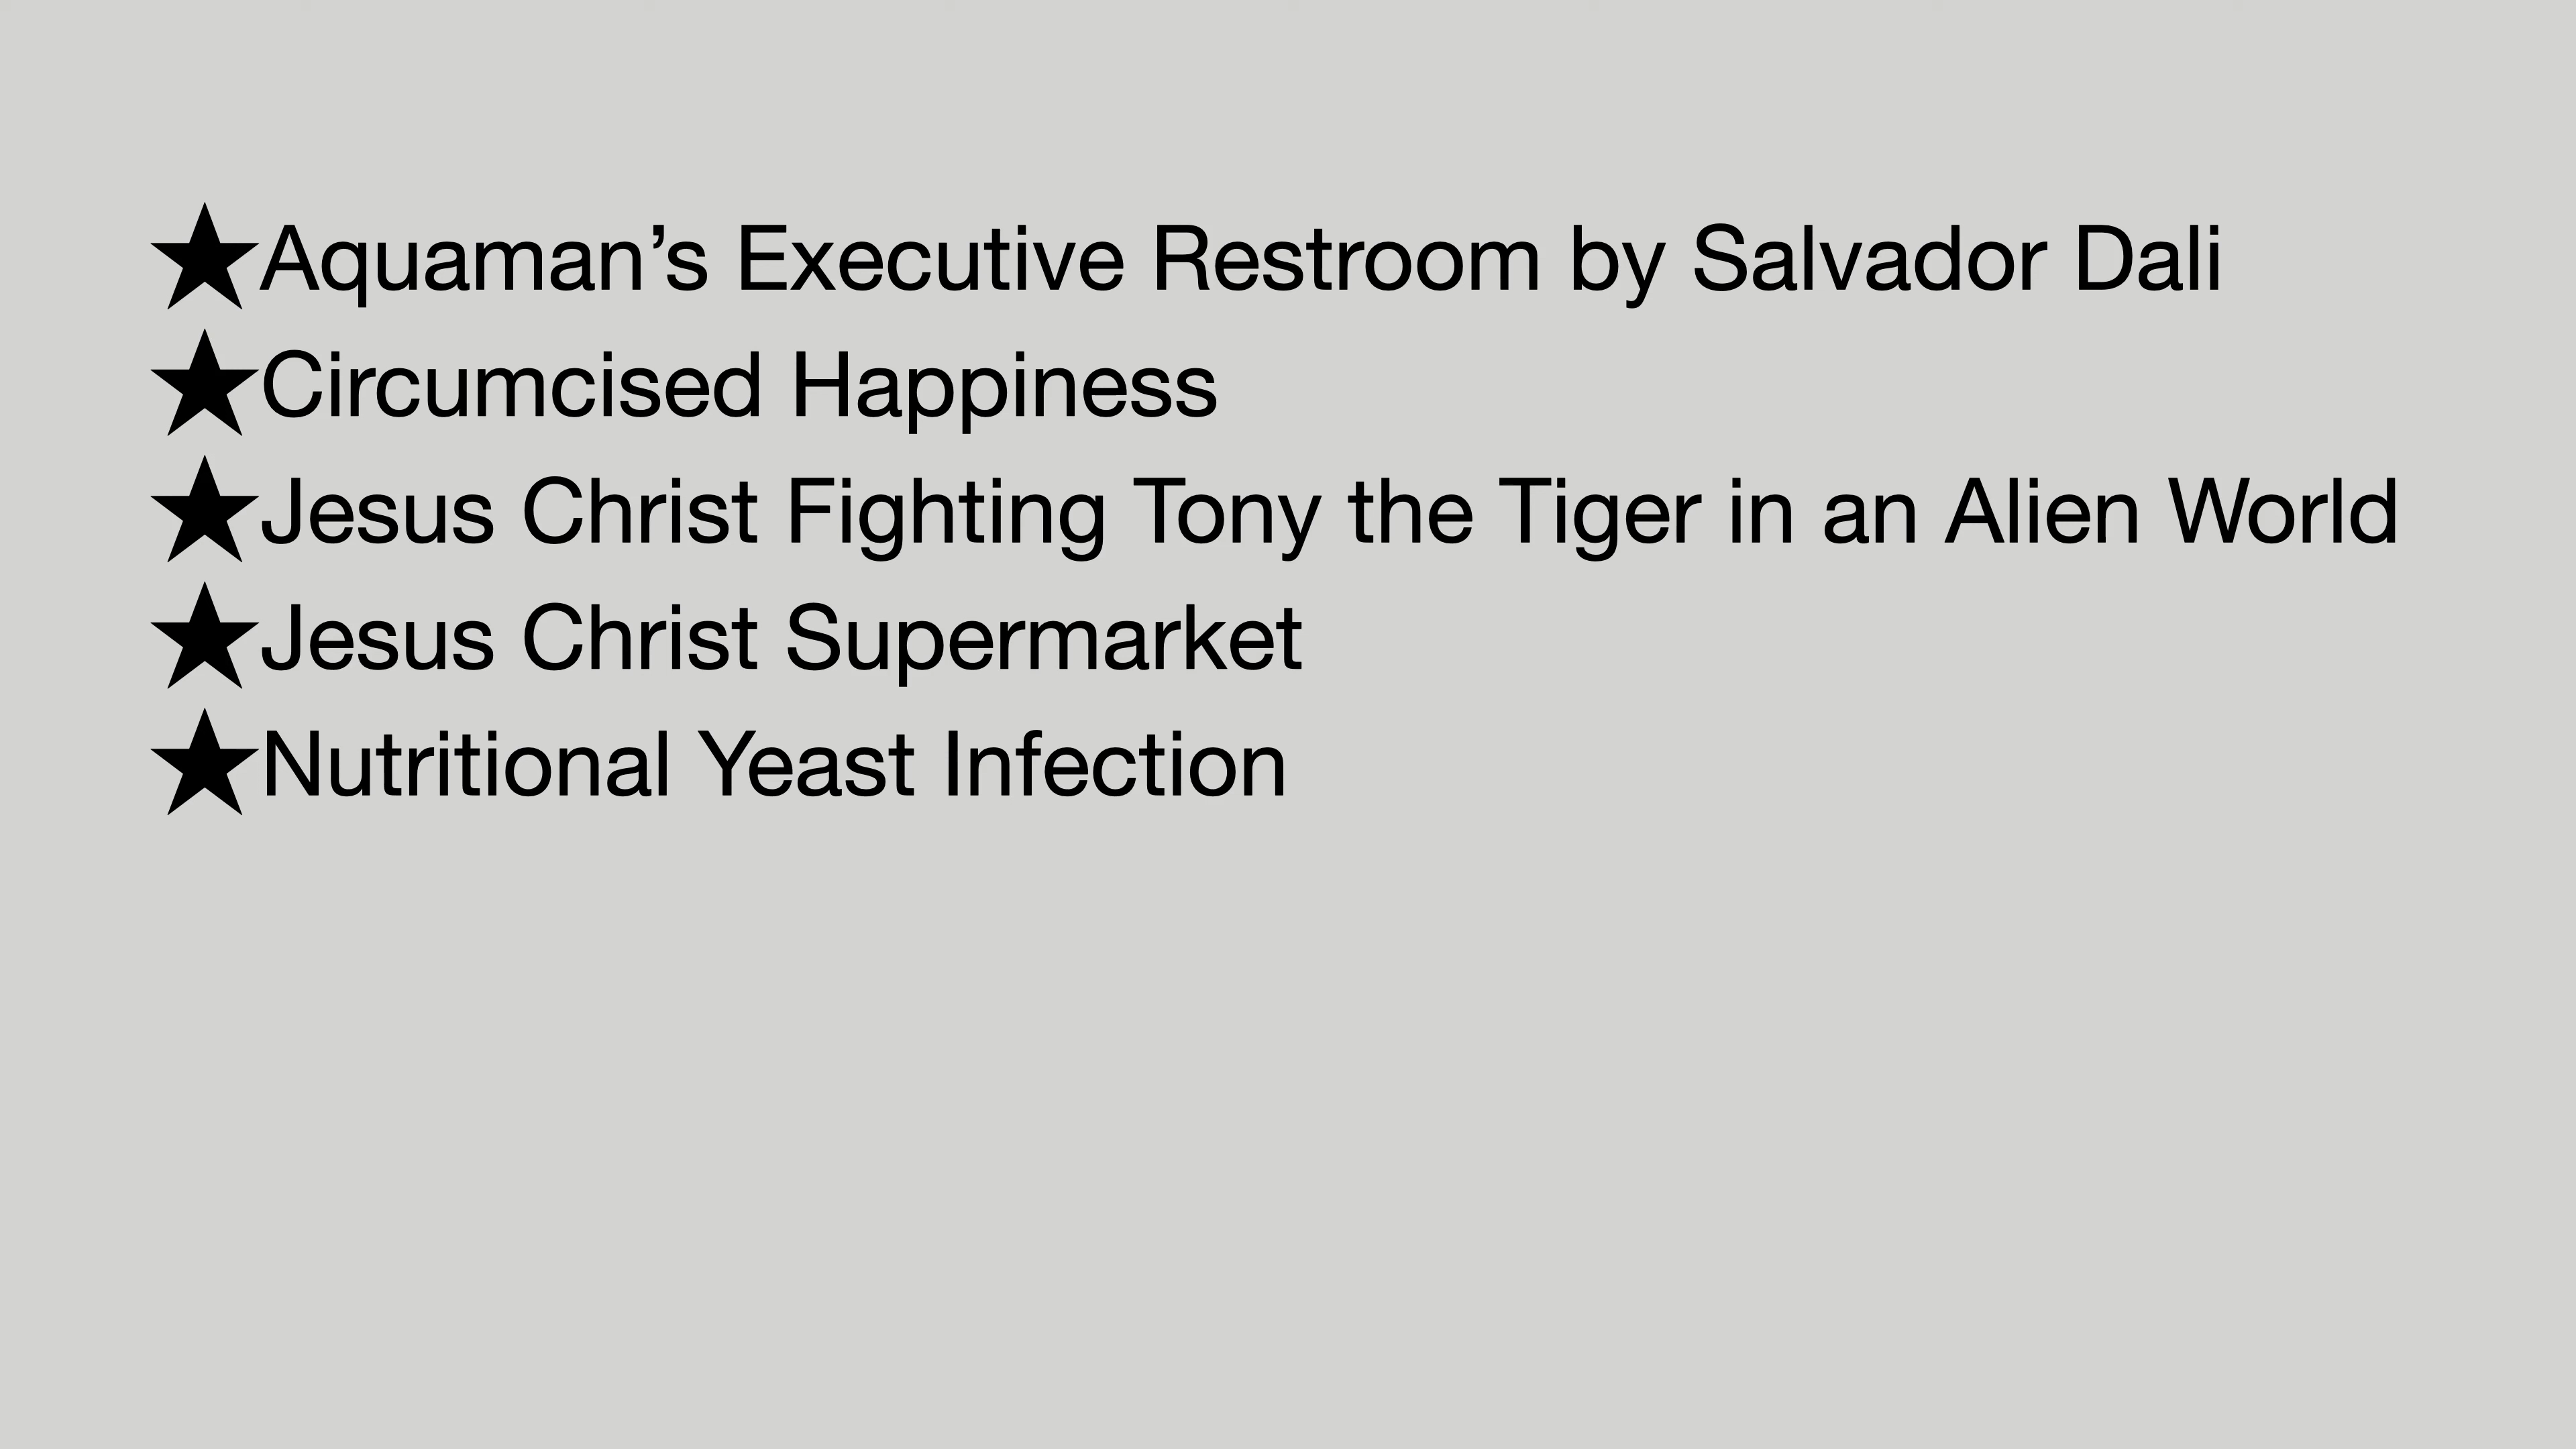 ★Aquaman’s Executive Restroom by Salvador Dali
★Circumcised Happiness
★Jesus Christ Fighting Tony the Tiger in an Alien World
★Jesus Christ Supermarket
★Nutritional Yeast Infection